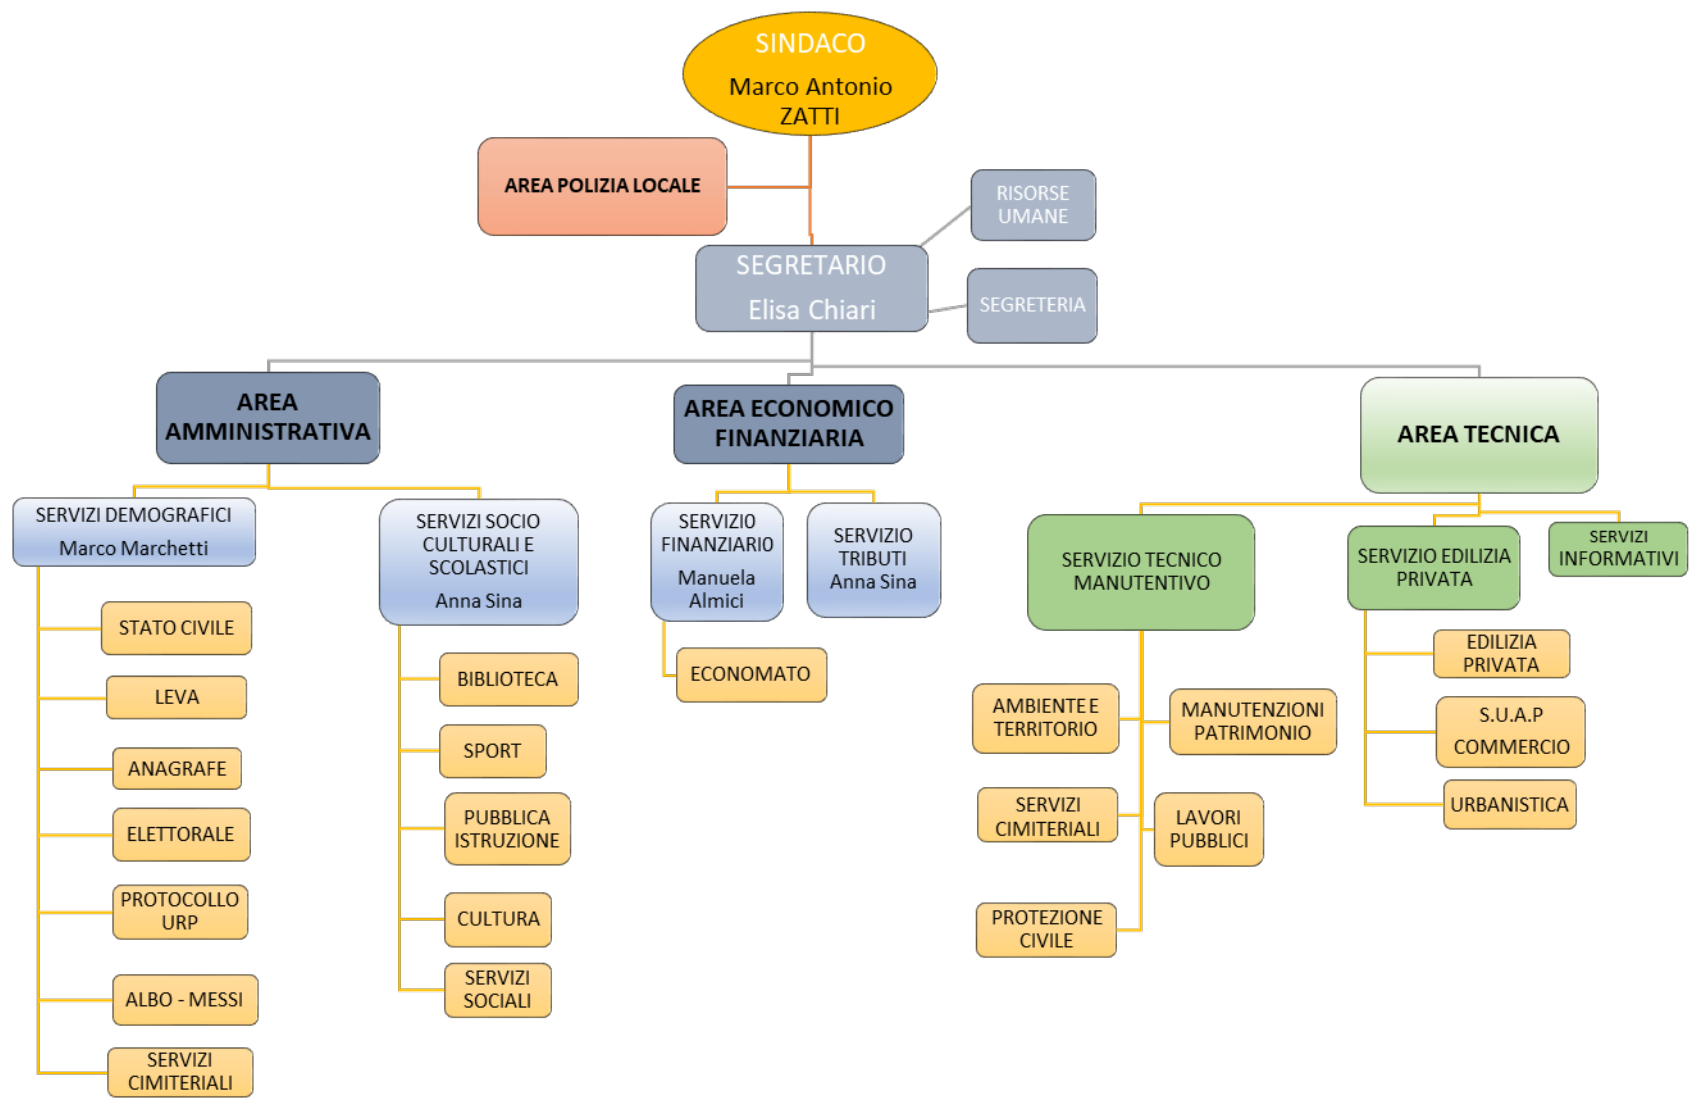 SINDACO
Marco Antonio
ZATTI
AREA POLIZIA LOCALE
RISORSE
UMANE
SEGRETARIO
Elisa Chiari
SEGRETERIA
AREA
AMMINISTRATIVA
AREA ECONOMICO
FINANZIARIA
AREA TECNICA
SERVIZI DEMOGRAFICI
Marco Marchetti
STATO CIVILE
LEVA
ANAGRAFE
ELETTORALE
PROTOCOLLO
URP
ALBO - MESSI
SERVIZI
CIMITERIALI
SERVIZI SOCIO
CULTURALI E
SCOLASTICI
Anna Sina
BIBLIOTECA
SPORT
PUBBLICA
ISTRUZIONE
CULTURA
SERVIZI
SOCIALI
SERVIZI0
FINANZIARI0
Manuela
Almici
ECONOMATO
SERVIZIO
TRIBUTI
Anna Sina
SERVIZIO TECNICO
MANUTENTIVO
AMBIENTE E
TERRITORIO
MANUTENZIONI
PATRIMONIO
SERVIZI
CIMITERIALI
LAVORI
PUBBLICI
PROTEZIONE
CIVILE
SERVIZIO EDILIZIA
PRIVATA
EDILIZIA
PRIVATA
S.U.A.P
COMMERCIO
URBANISTICA
SERVIZI
INFORMATIVI